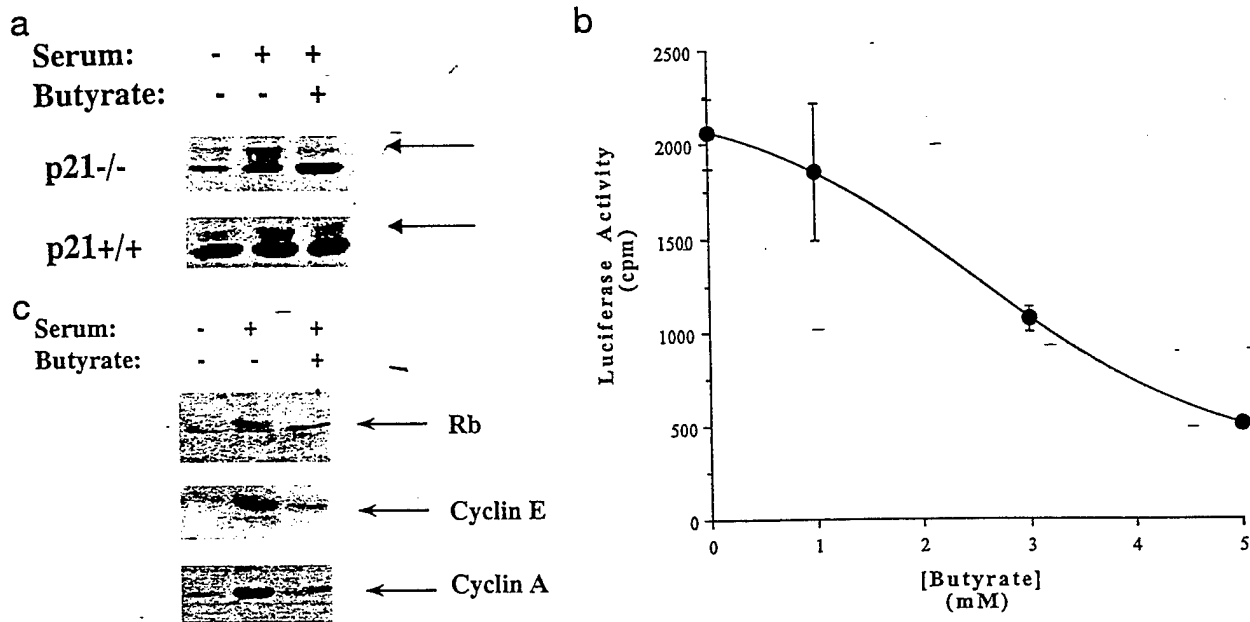 a
Serum: - + +
Butyrate: - - +
p21-/-
p21+/+
c
Serum: - + +
Butyrate: - - +
Rb
Cyclin E
Cyclin A
b
Luciferase Activity
(cpm)
2500
2000
1500
1000
500
0
0 1 2 3 4 5
[Butyrate]
(mM)